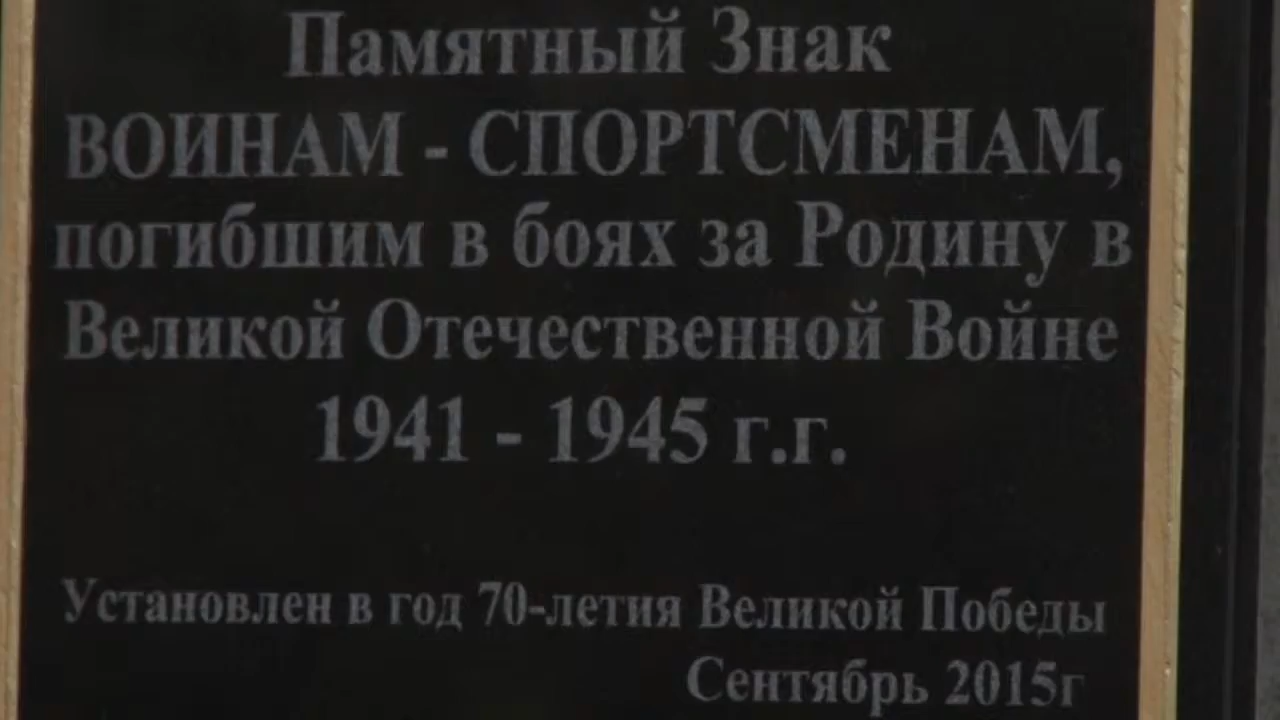 Памятный Знак
ВОИНАМ - СПОРТСМЕНАМ,
погибшим в боях за Родину в
Великой Отечественной Войне
1941 - 1945 г.г.
Установлен в год 70-летия Великой Победы
Сентябрь 2015г